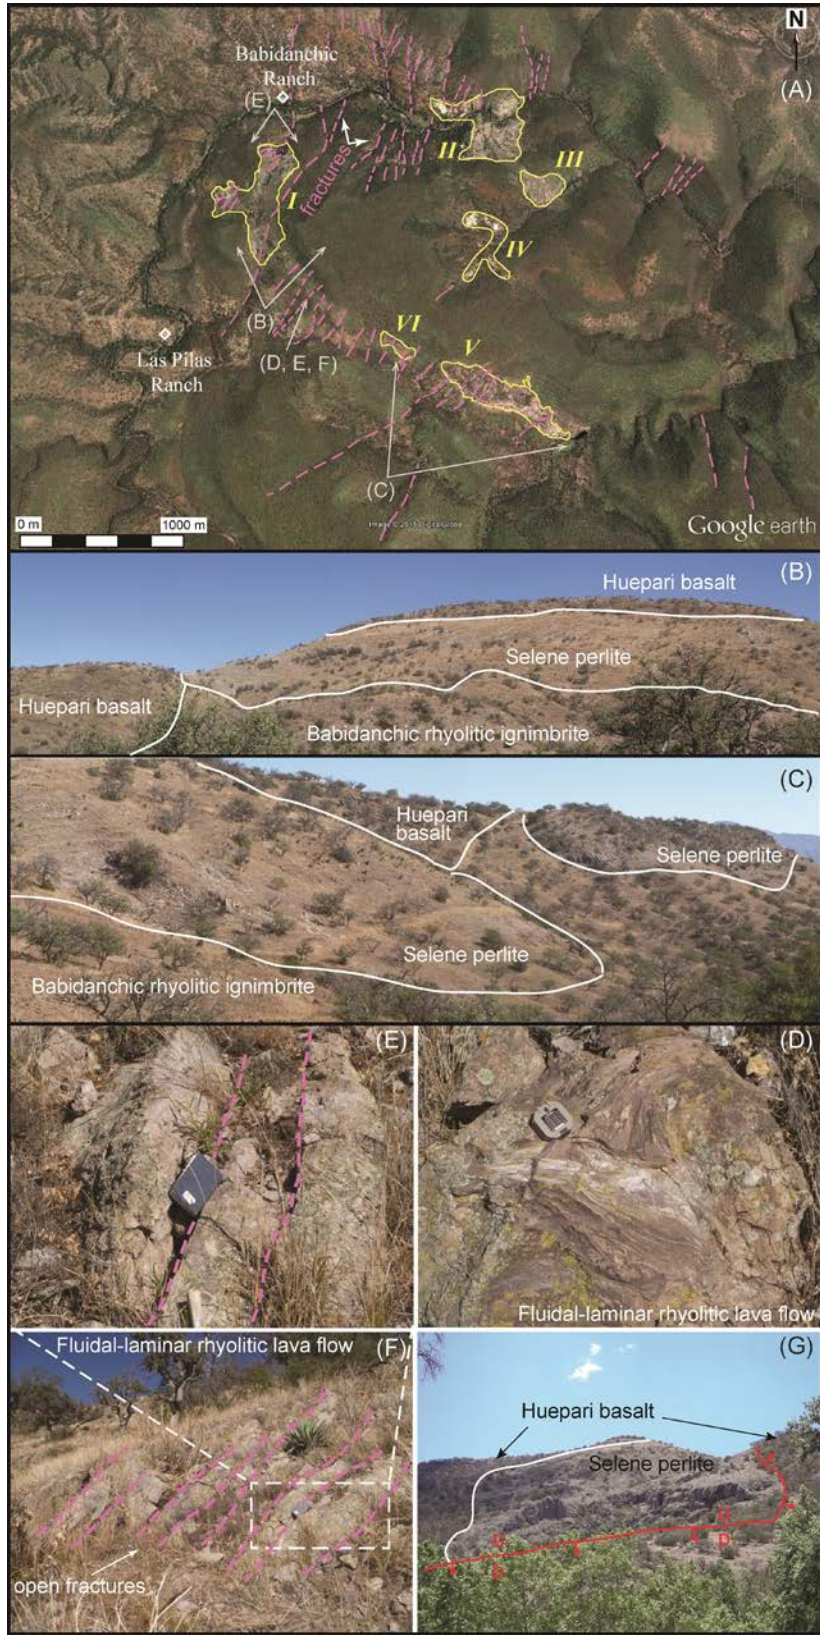 N
(A)
Babidanchic
Ranch
(E)
II
III
fractures
I
IV
(B)
VI
V
(D, E, F)
Las Pilas
Ranch
(C)
0 m
1000 m
Google earth
Huepari basalt
(B)
Selene perlite
Huepari basalt
Babidanchic rhyolitic ignimbrite
(C)
Huepari
basalt
Selene perlite
Selene perlite
Babidanchic rhyolitic ignimbrite
(E)
(D)
Fluidal-laminar rhyolitic lava flow
Fluidal-laminar rhyolitic lava flow
(F)
open fractures
(G)
Huepari basalt
Selene perlite
U
D
U
D